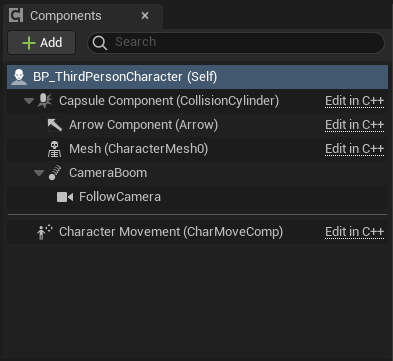 Components
Add
Search
BP_ThirdPersonCharacter (Self)
Capsule Component (CollisionCylinder) Edit in C++
Arrow Component (Arrow) Edit in C++
Mesh (CharacterMesh0) Edit in C++
CameraBoom
FollowCamera
Character Movement (CharMoveComp) Edit in C++